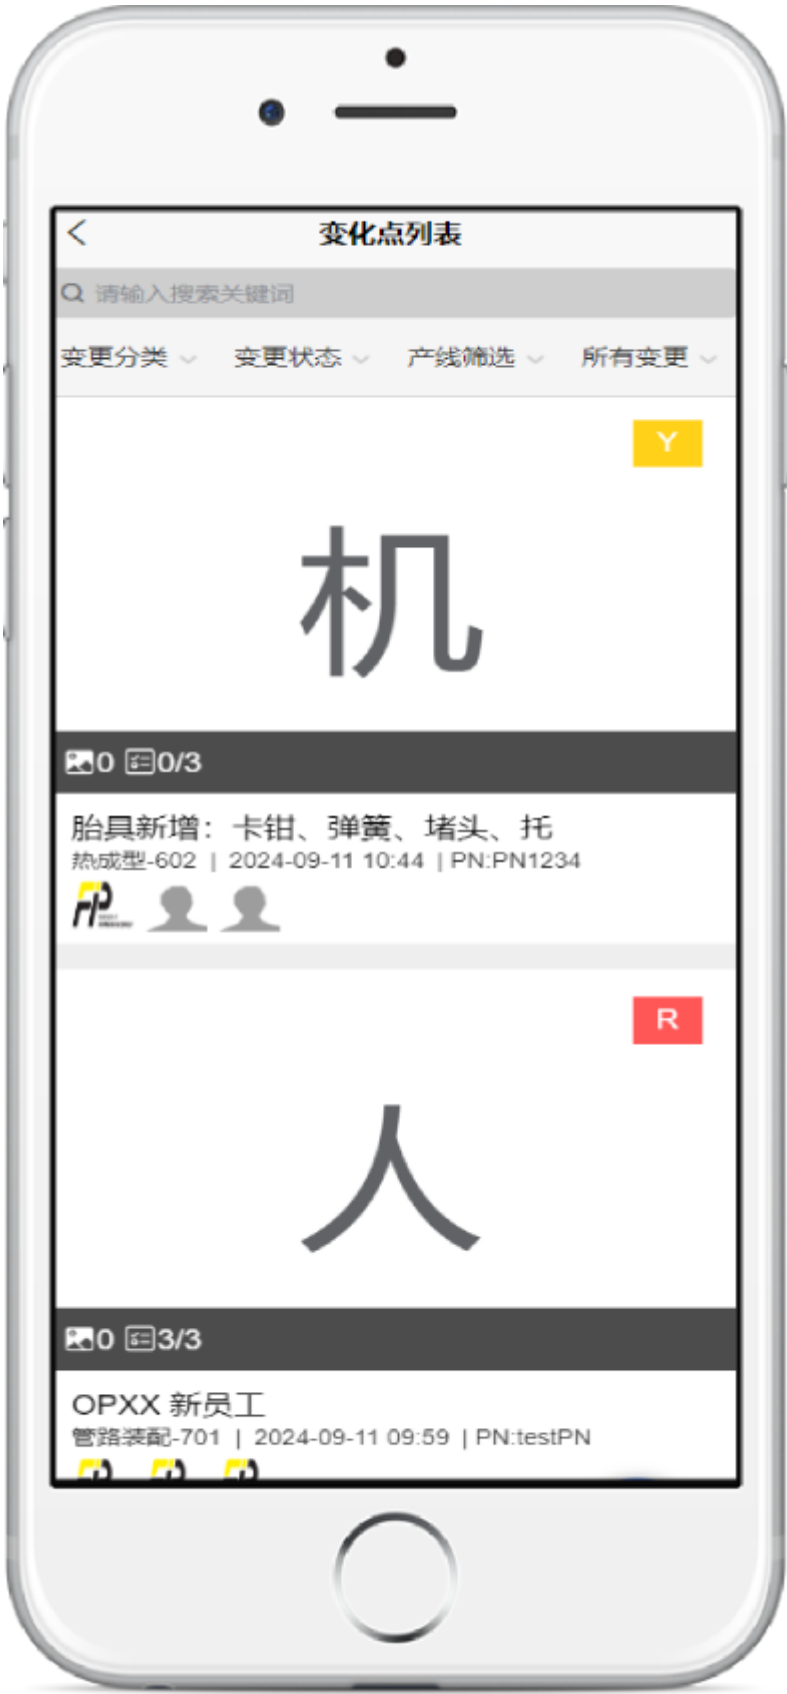 变化点列表
请输入搜索关键词
变更分类 变更状态 产线筛选 所有变更
Y
机
0 0/3
胎具新增：卡钳、弹簧、堵头、托
热成型-602 | 2024-09-11 10:44 | PN:PN1234
R
人
0 3/3
OPXX 新员工
管路装配-701 | 2024-09-11 09:59 | PN:testPN